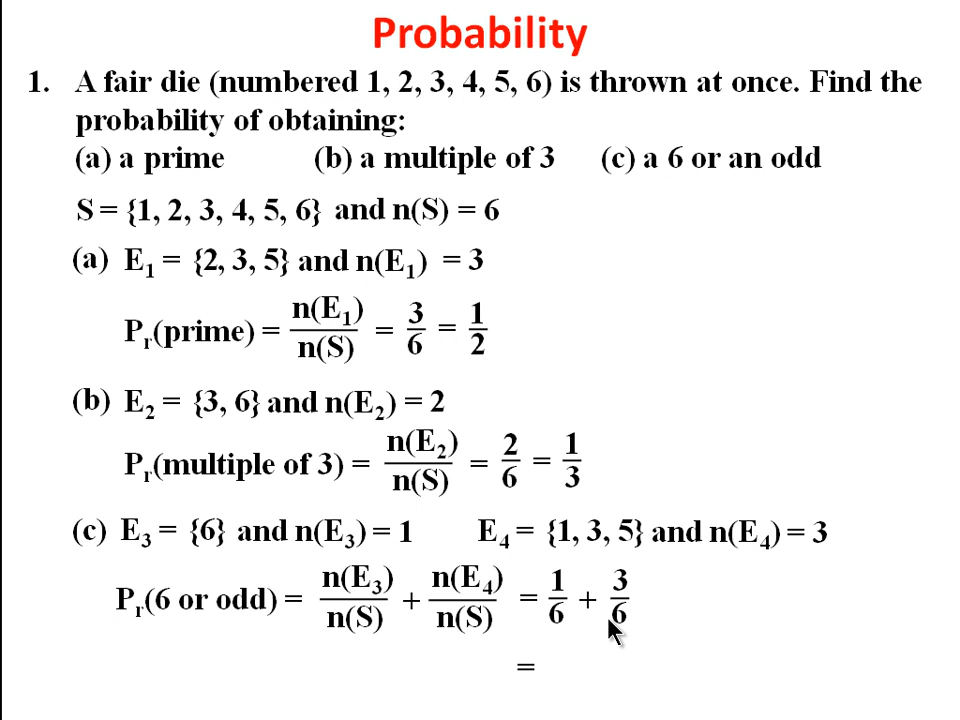 Probability
1. A fair die (numbered 1, 2, 3, 4, 5, 6) is thrown at once. Find the
probability of obtaining:
(a) a prime (b) a multiple of 3 (c) a 6 or an odd
S = {1, 2, 3, 4, 5, 6} and n(S) = 6
(a) E₁ = {2, 3, 5} and n(E₁) = 3
Pᵣ(prime) = n(E₁)/n(S) = 3/6 = 1/2
(b) E₂ = {3, 6} and n(E₂) = 2
Pᵣ(multiple of 3) = n(E₂)/n(S) = 2/6 = 1/3
(c) E₃ = {6} and n(E₃) = 1 E₄ = {1, 3, 5} and n(E₄) = 3
Pᵣ(6 or odd) = n(E₃)/n(S) + n(E₄)/n(S) = 1/6 + 3/6
=